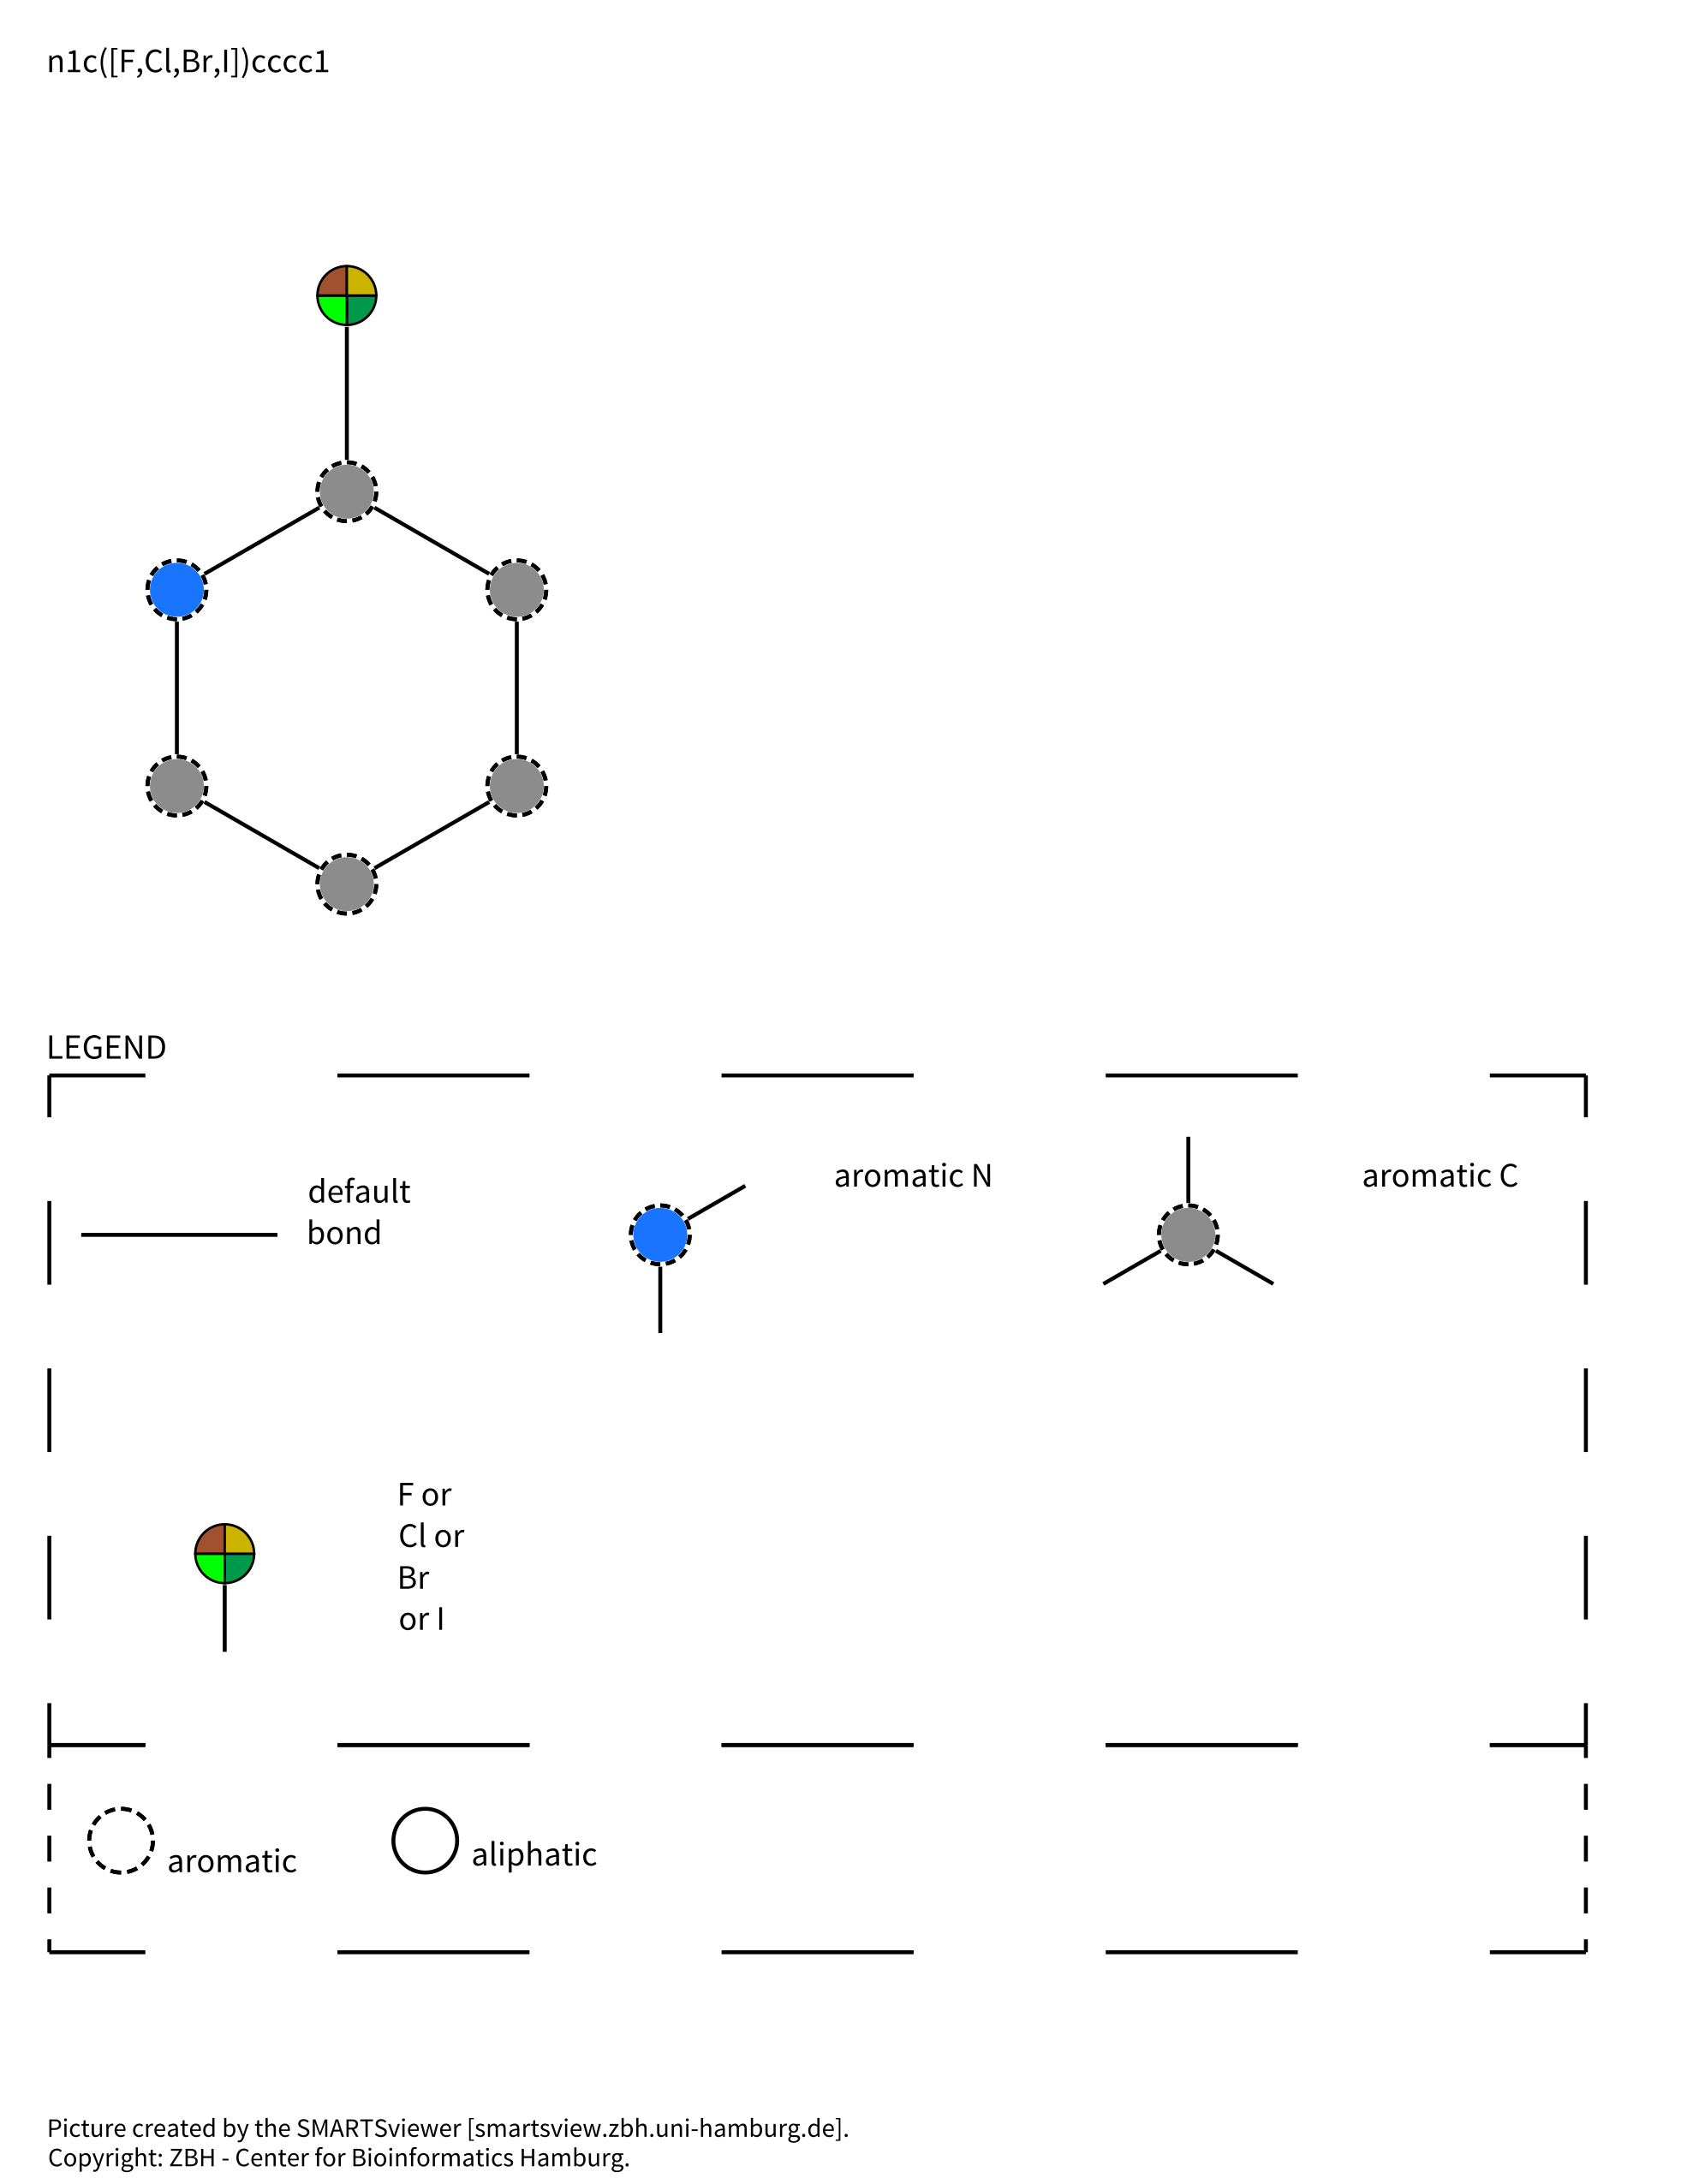 n1c([F,Cl,Br,I])cccc1
LEGEND
default
bond
aromatic N
aromatic C
F or
Cl or
Br
or I
aromatic
aliphatic
Picture created by the SMARTSviewer [smartsview.zbh.uni-hamburg.de].
Copyright: ZBH - Center for Bioinformatics Hamburg.